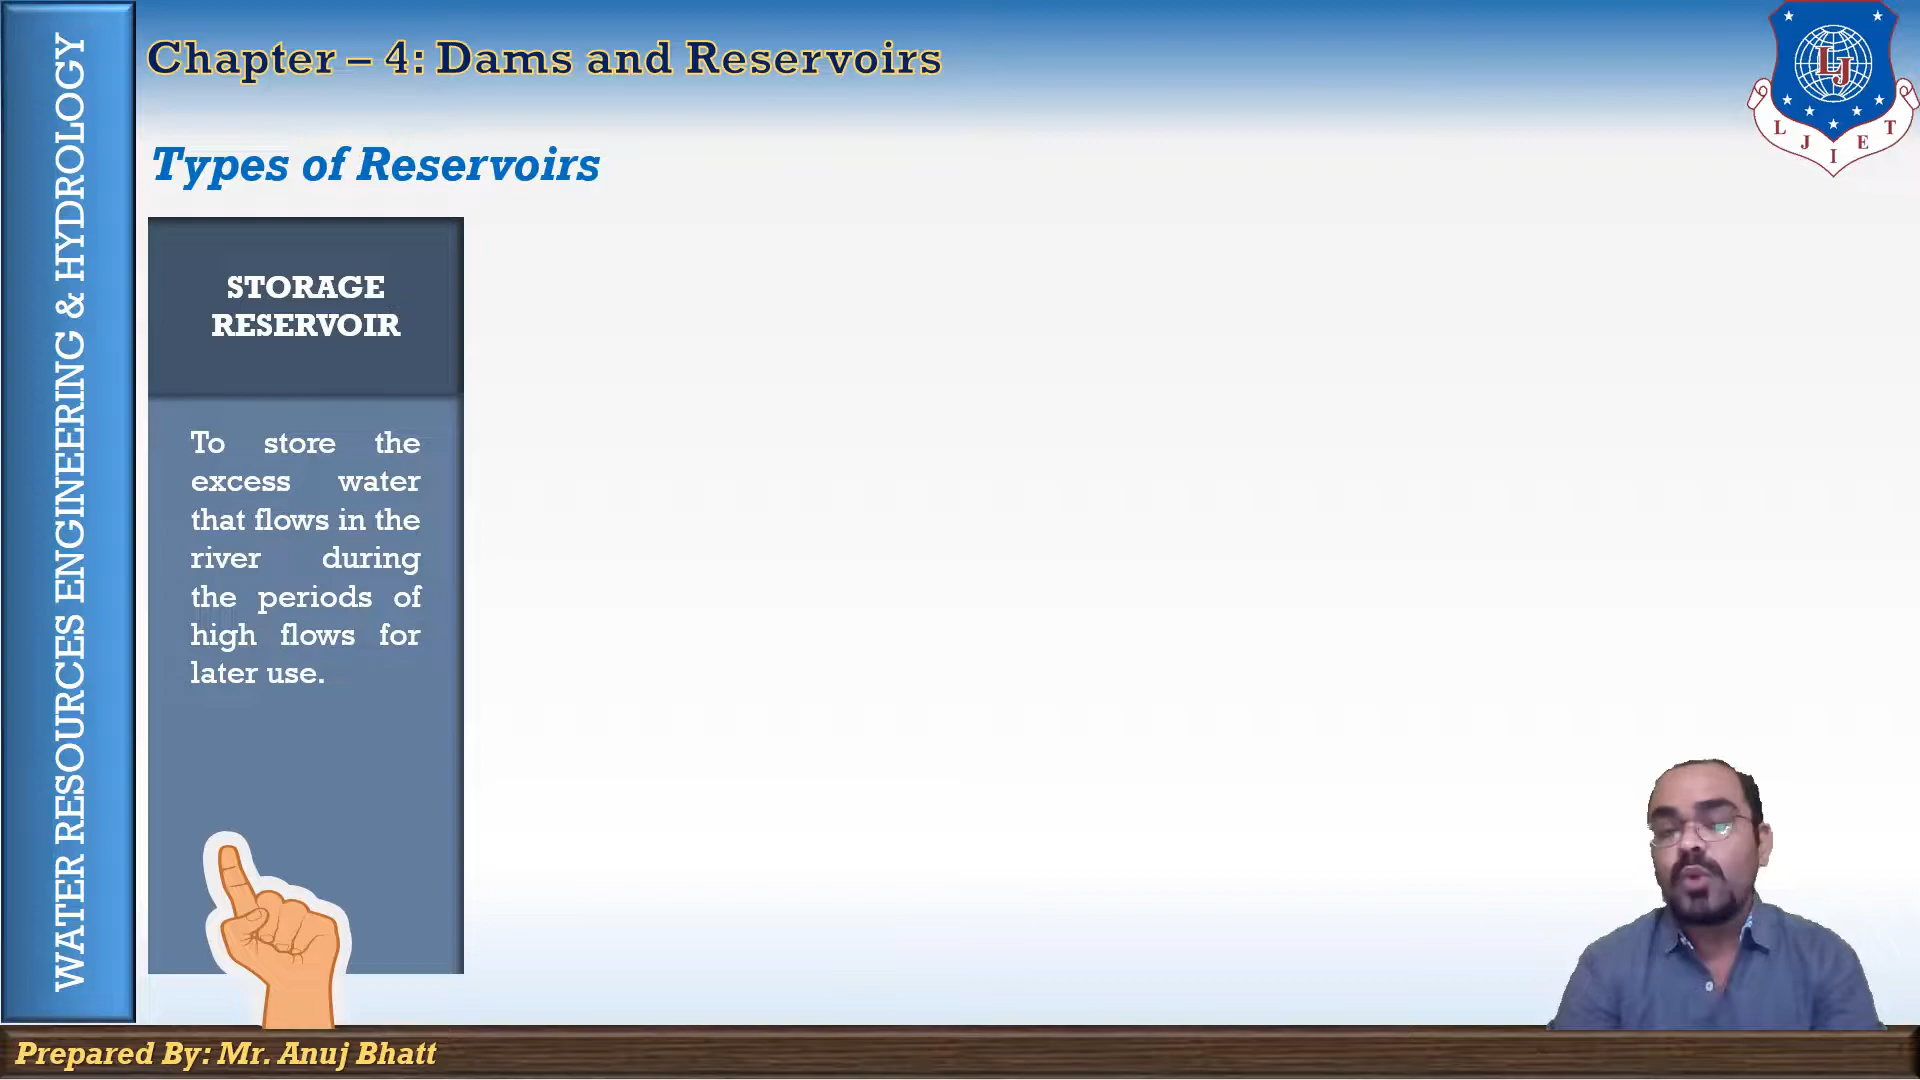 Chapter – 4: Dams and Reservoirs
Types of Reservoirs
STORAGE
RESERVOIR
To store the
excess water
that flows in the
river during
the periods of
high flows for
later use.
WATER RESOURCES ENGINEERING & HYDROLOGY
LJ
L J I E T
Prepared By: Mr. Anuj Bhatt